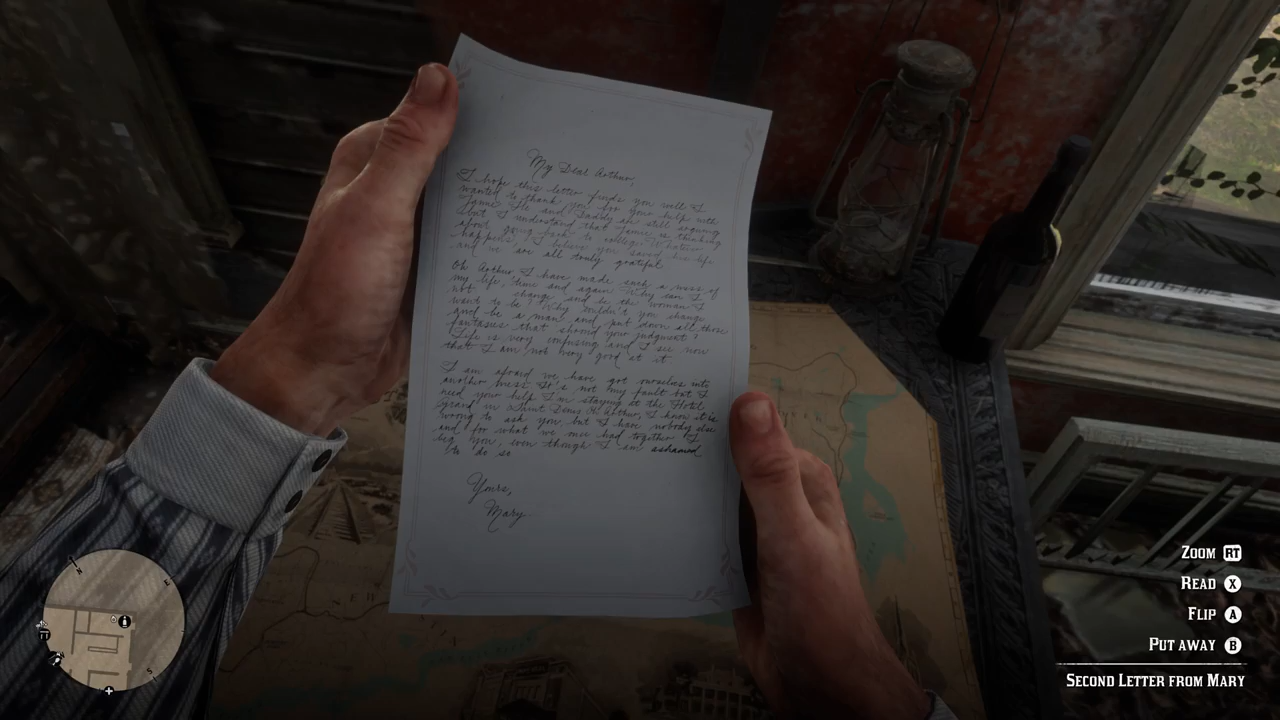 My Dear Arthur,
I hope this letter finds you well. I
wanted to thank you for your help with
Jamie. He and Daddy are still arguing
but I understand that Jamie is thinking
about going back to college. Whatever
happens, I believe you saved his life
and we are all truly grateful
Oh Arthur, I have made such a mess of
my life, time and again. Why can I
not change and be the woman I
want to be? Why wouldn't you change
and be a man and put down all those
fantasies that shroud your judgment?
Life is very confusing and I see now
that I am not very good at it
I am afraid we have got ourselves into
another mess. It's not my fault but I
need your help. I'm staying at the Hotel
Grand in Saint Denis. Oh Arthur, I know it is
wrong to ask you but I have nobody else
and for what we once had together I
beg you, even though I am ashamed
to do so
Yours,
Mary
ZOOM RT
READ X
FLIP A
PUT AWAY B
SECOND LETTER FROM MARY